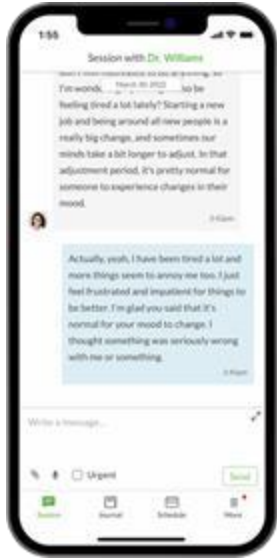 1:55
Session with Dr. Williams
March 30, 2022
I'm so be
feeling tired a lot lately? Starting a new
job and being around all new people is a
really big change, and sometimes our
minds take a bit longer to adjust. In that
adjustment period, it's pretty normal for
someone to experience changes in their
mood.
Actually, yeah, I have been tired a lot and
more things seem to annoy me too. I just
feel frustrated and impatient for things to
be better. I'm glad you said that it's
normal for your mood to change. I
thought something was seriously wrong
with me or something.
Write a message...
Urgent
Send
Session Journal Schedule More